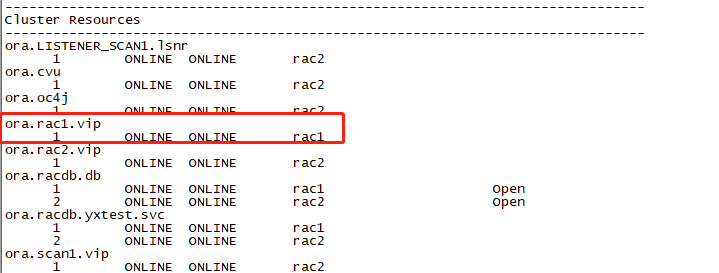 --------------------------------------------------------------------------------
Cluster Resources
--------------------------------------------------------------------------------
ora.LISTENER_SCAN1.lsnr
      1        ONLINE  ONLINE       rac2
ora.cvu
      1        ONLINE  ONLINE       rac2
ora.oc4j
      1        ONLINE  ONLINE       rac2
ora.rac1.vip
      1        ONLINE  ONLINE       rac1
ora.rac2.vip
      1        ONLINE  ONLINE       rac2
ora.racdb.db
      1        ONLINE  ONLINE       rac1                     Open
      2        ONLINE  ONLINE       rac2                     Open
ora.racdb.yxtest.svc
      1        ONLINE  ONLINE       rac1
      2        ONLINE  ONLINE       rac2
ora.scan1.vip
      1        ONLINE  ONLINE       rac2